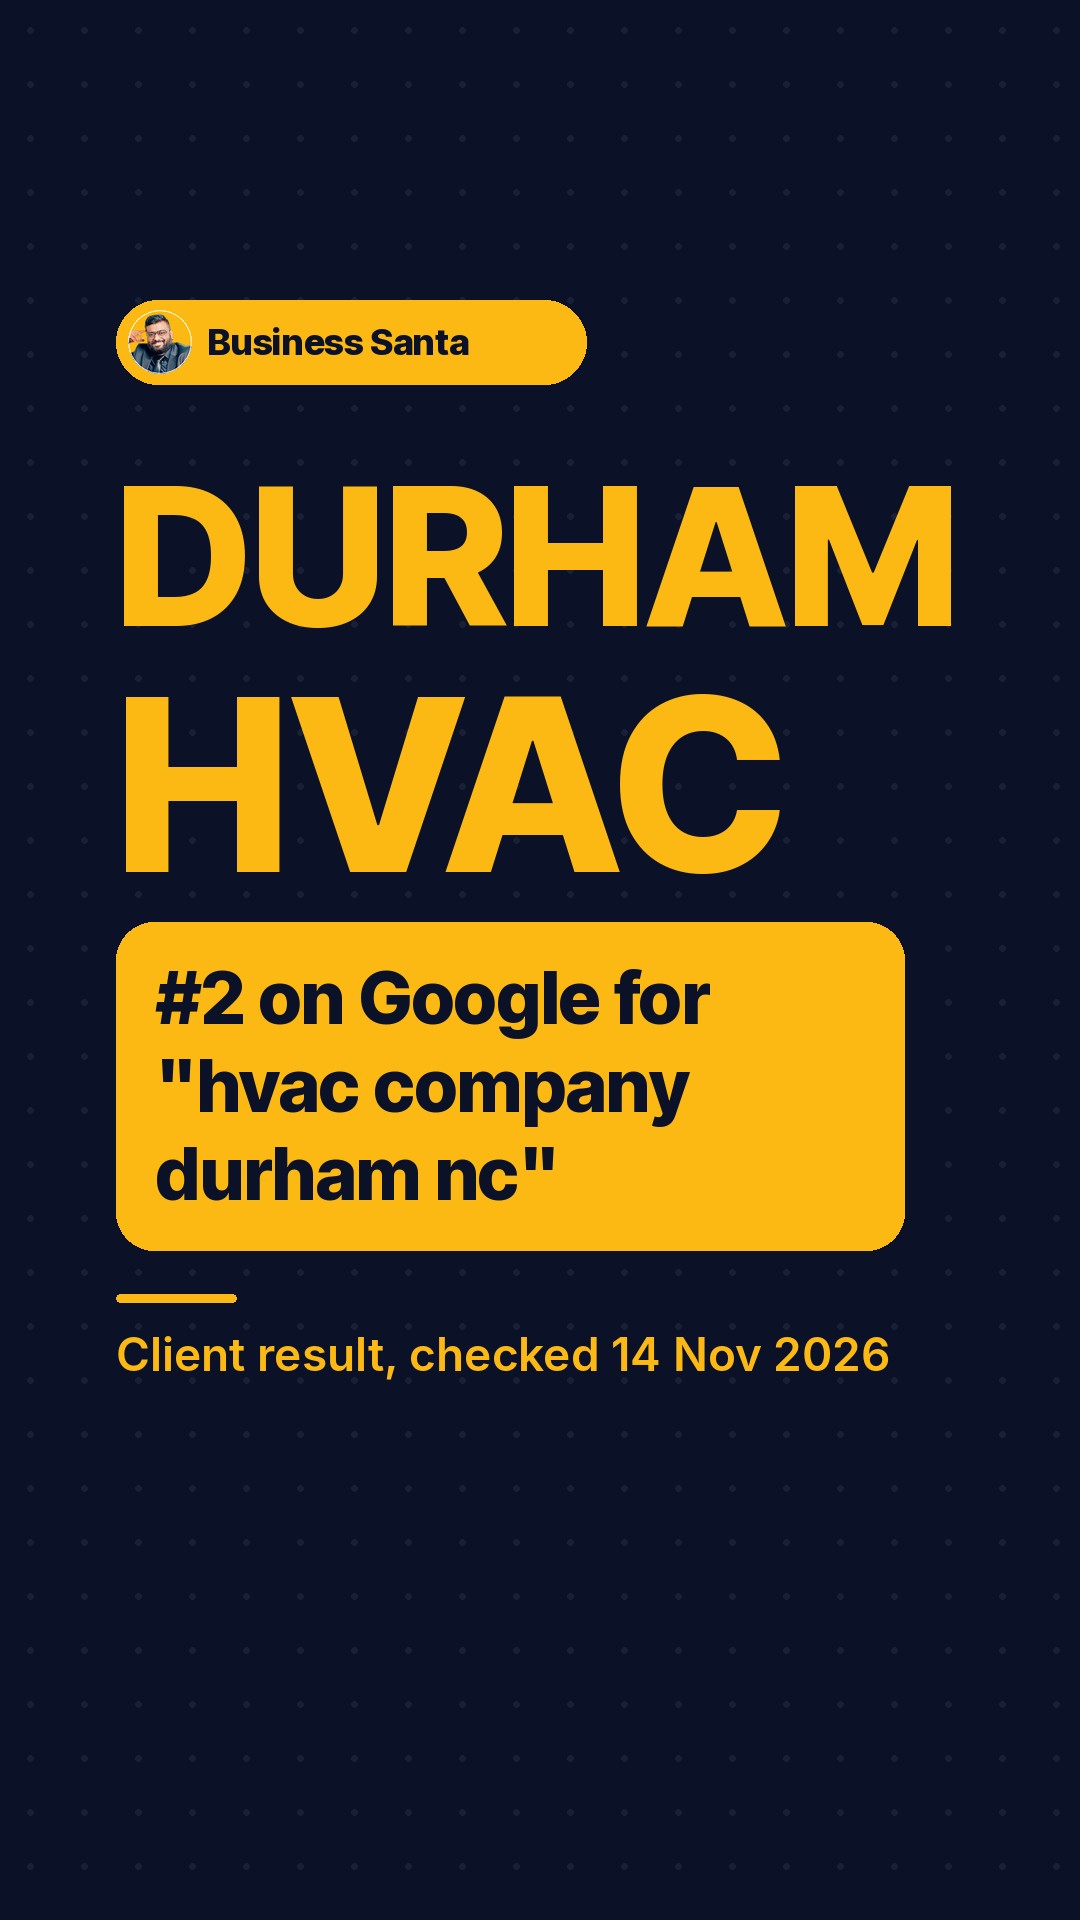 Business Santa
DURHAM
HVAC
#2 on Google for
"hvac company
durham nc"
Client result, checked 14 Nov 2026